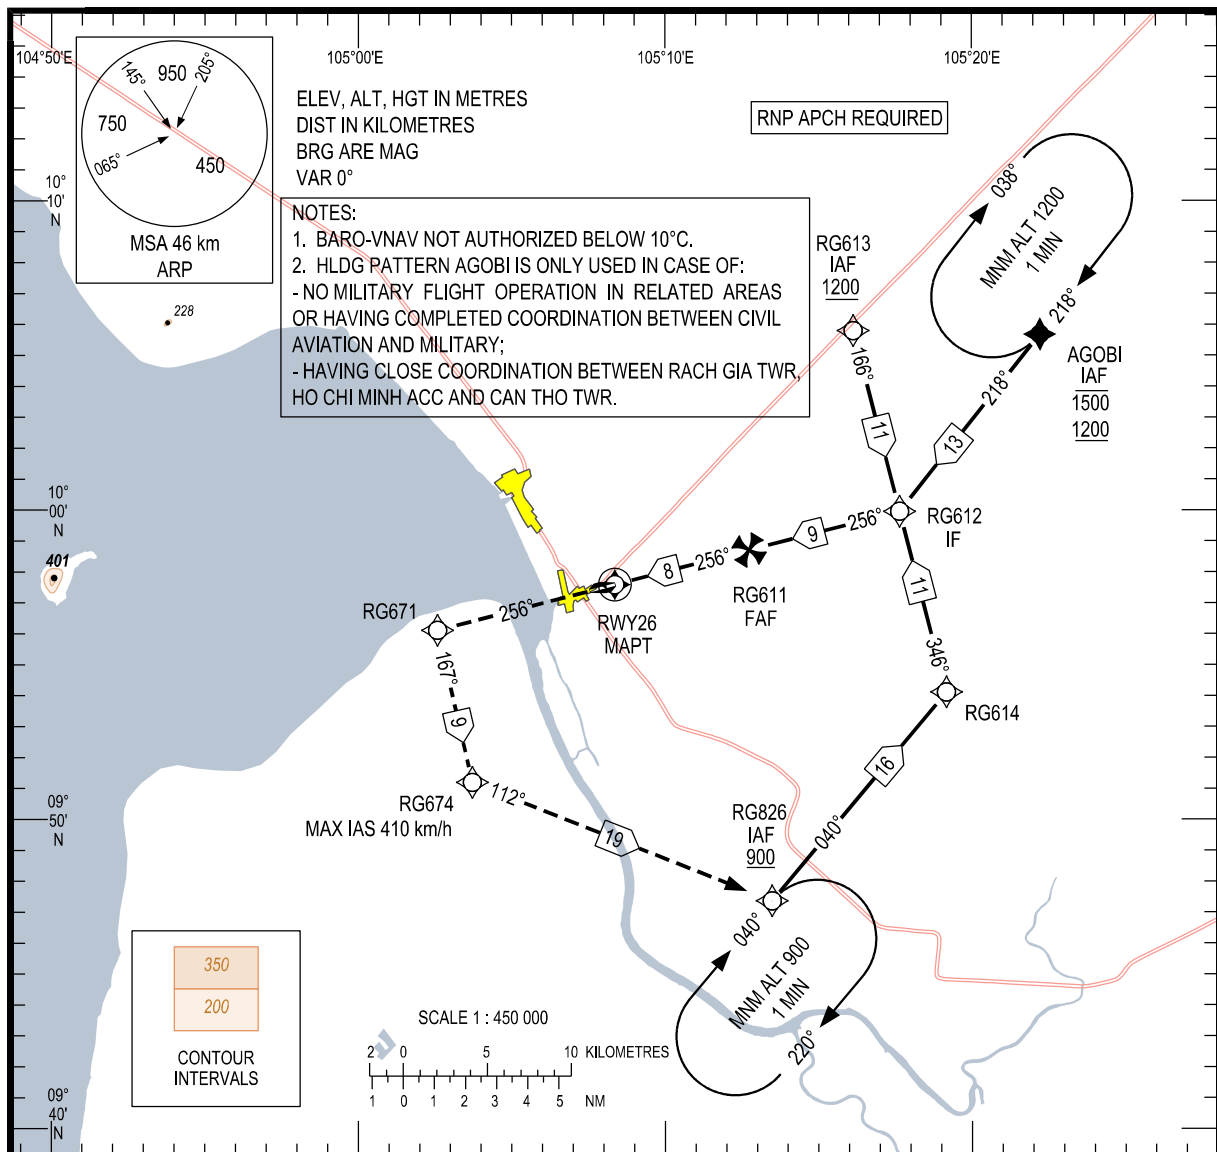 104°50'E
105°00'E
105°10'E
105°20'E
145°
950
205°
750
065°
450
MSA 46 km
ARP
ELEV, ALT, HGT IN METRES
DIST IN KILOMETRES
BRG ARE MAG
VAR 0°
RNP APCH REQUIRED
NOTES:
1. BARO-VNAV NOT AUTHORIZED BELOW 10°C.
2. HLDG PATTERN AGOBI IS ONLY USED IN CASE OF:
- NO MILITARY FLIGHT OPERATION IN RELATED AREAS
OR HAVING COMPLETED COORDINATION BETWEEN CIVIL
AVIATION AND MILITARY;
- HAVING CLOSE COORDINATION BETWEEN RACH GIA TWR,
HO CHI MINH ACC AND CAN THO TWR.
10°
10'
N
228
RG613
IAF
1200
038°
MNM ALT 1200
1 MIN
218°
AGOBI
IAF
1500
1200
166°
11
218°
13
10°
00'
N
401
RG612
IF
256°
9
RG611
FAF
256°
8
RWY26
MAPT
256°
RG671
167°
9
RG674
MAX IAS 410 km/h
112°
19
11
346°
RG614
16
040°
RG826
IAF
900
040°
MNM ALT 900
1 MIN
220°
09°
50'
N
350
200
CONTOUR
INTERVALS
SCALE 1 : 450 000
2 0 5 10 KILOMETRES
1 0 1 2 3 4 5 NM
09°
40'
N